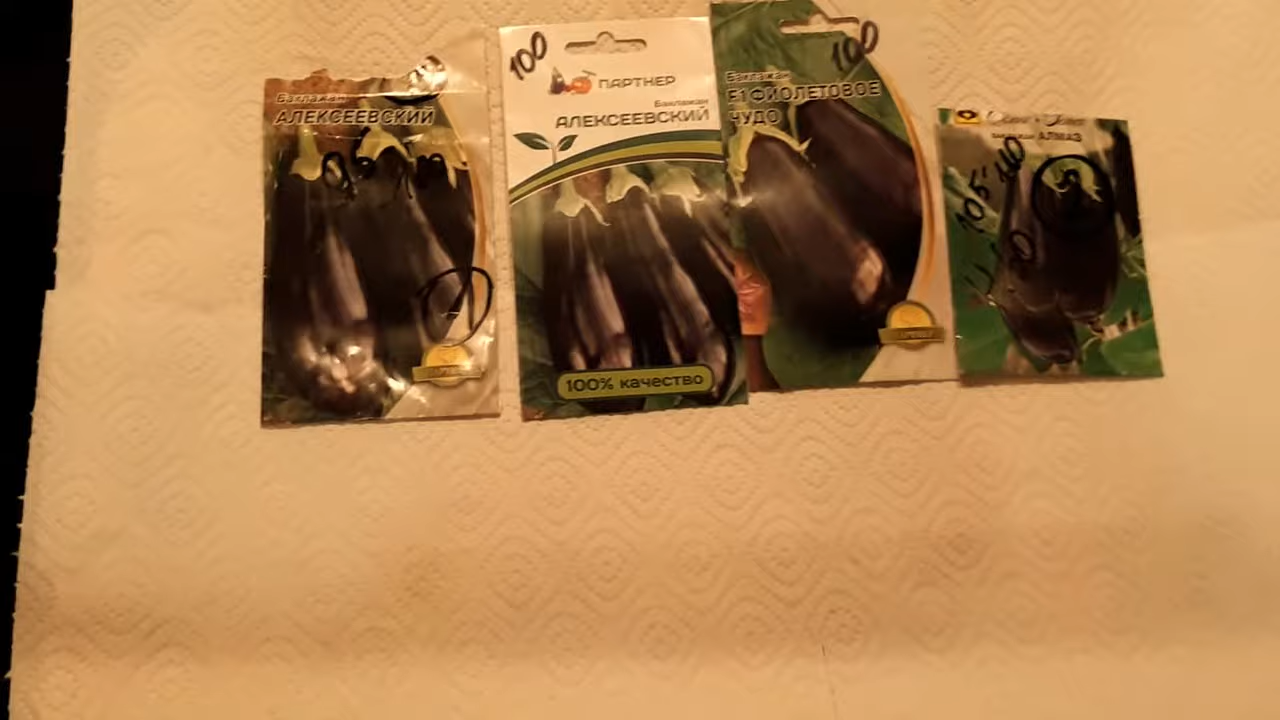 Баклажан
АЛЕКСЕЕВСКИЙ
100
ПАРТНЕР
Баклажан
АЛЕКСЕЕВСКИЙ
100% качество
100
Баклажан
F1 ФИОЛЕТОВОЕ
ЧУДО
АЛМАЗ